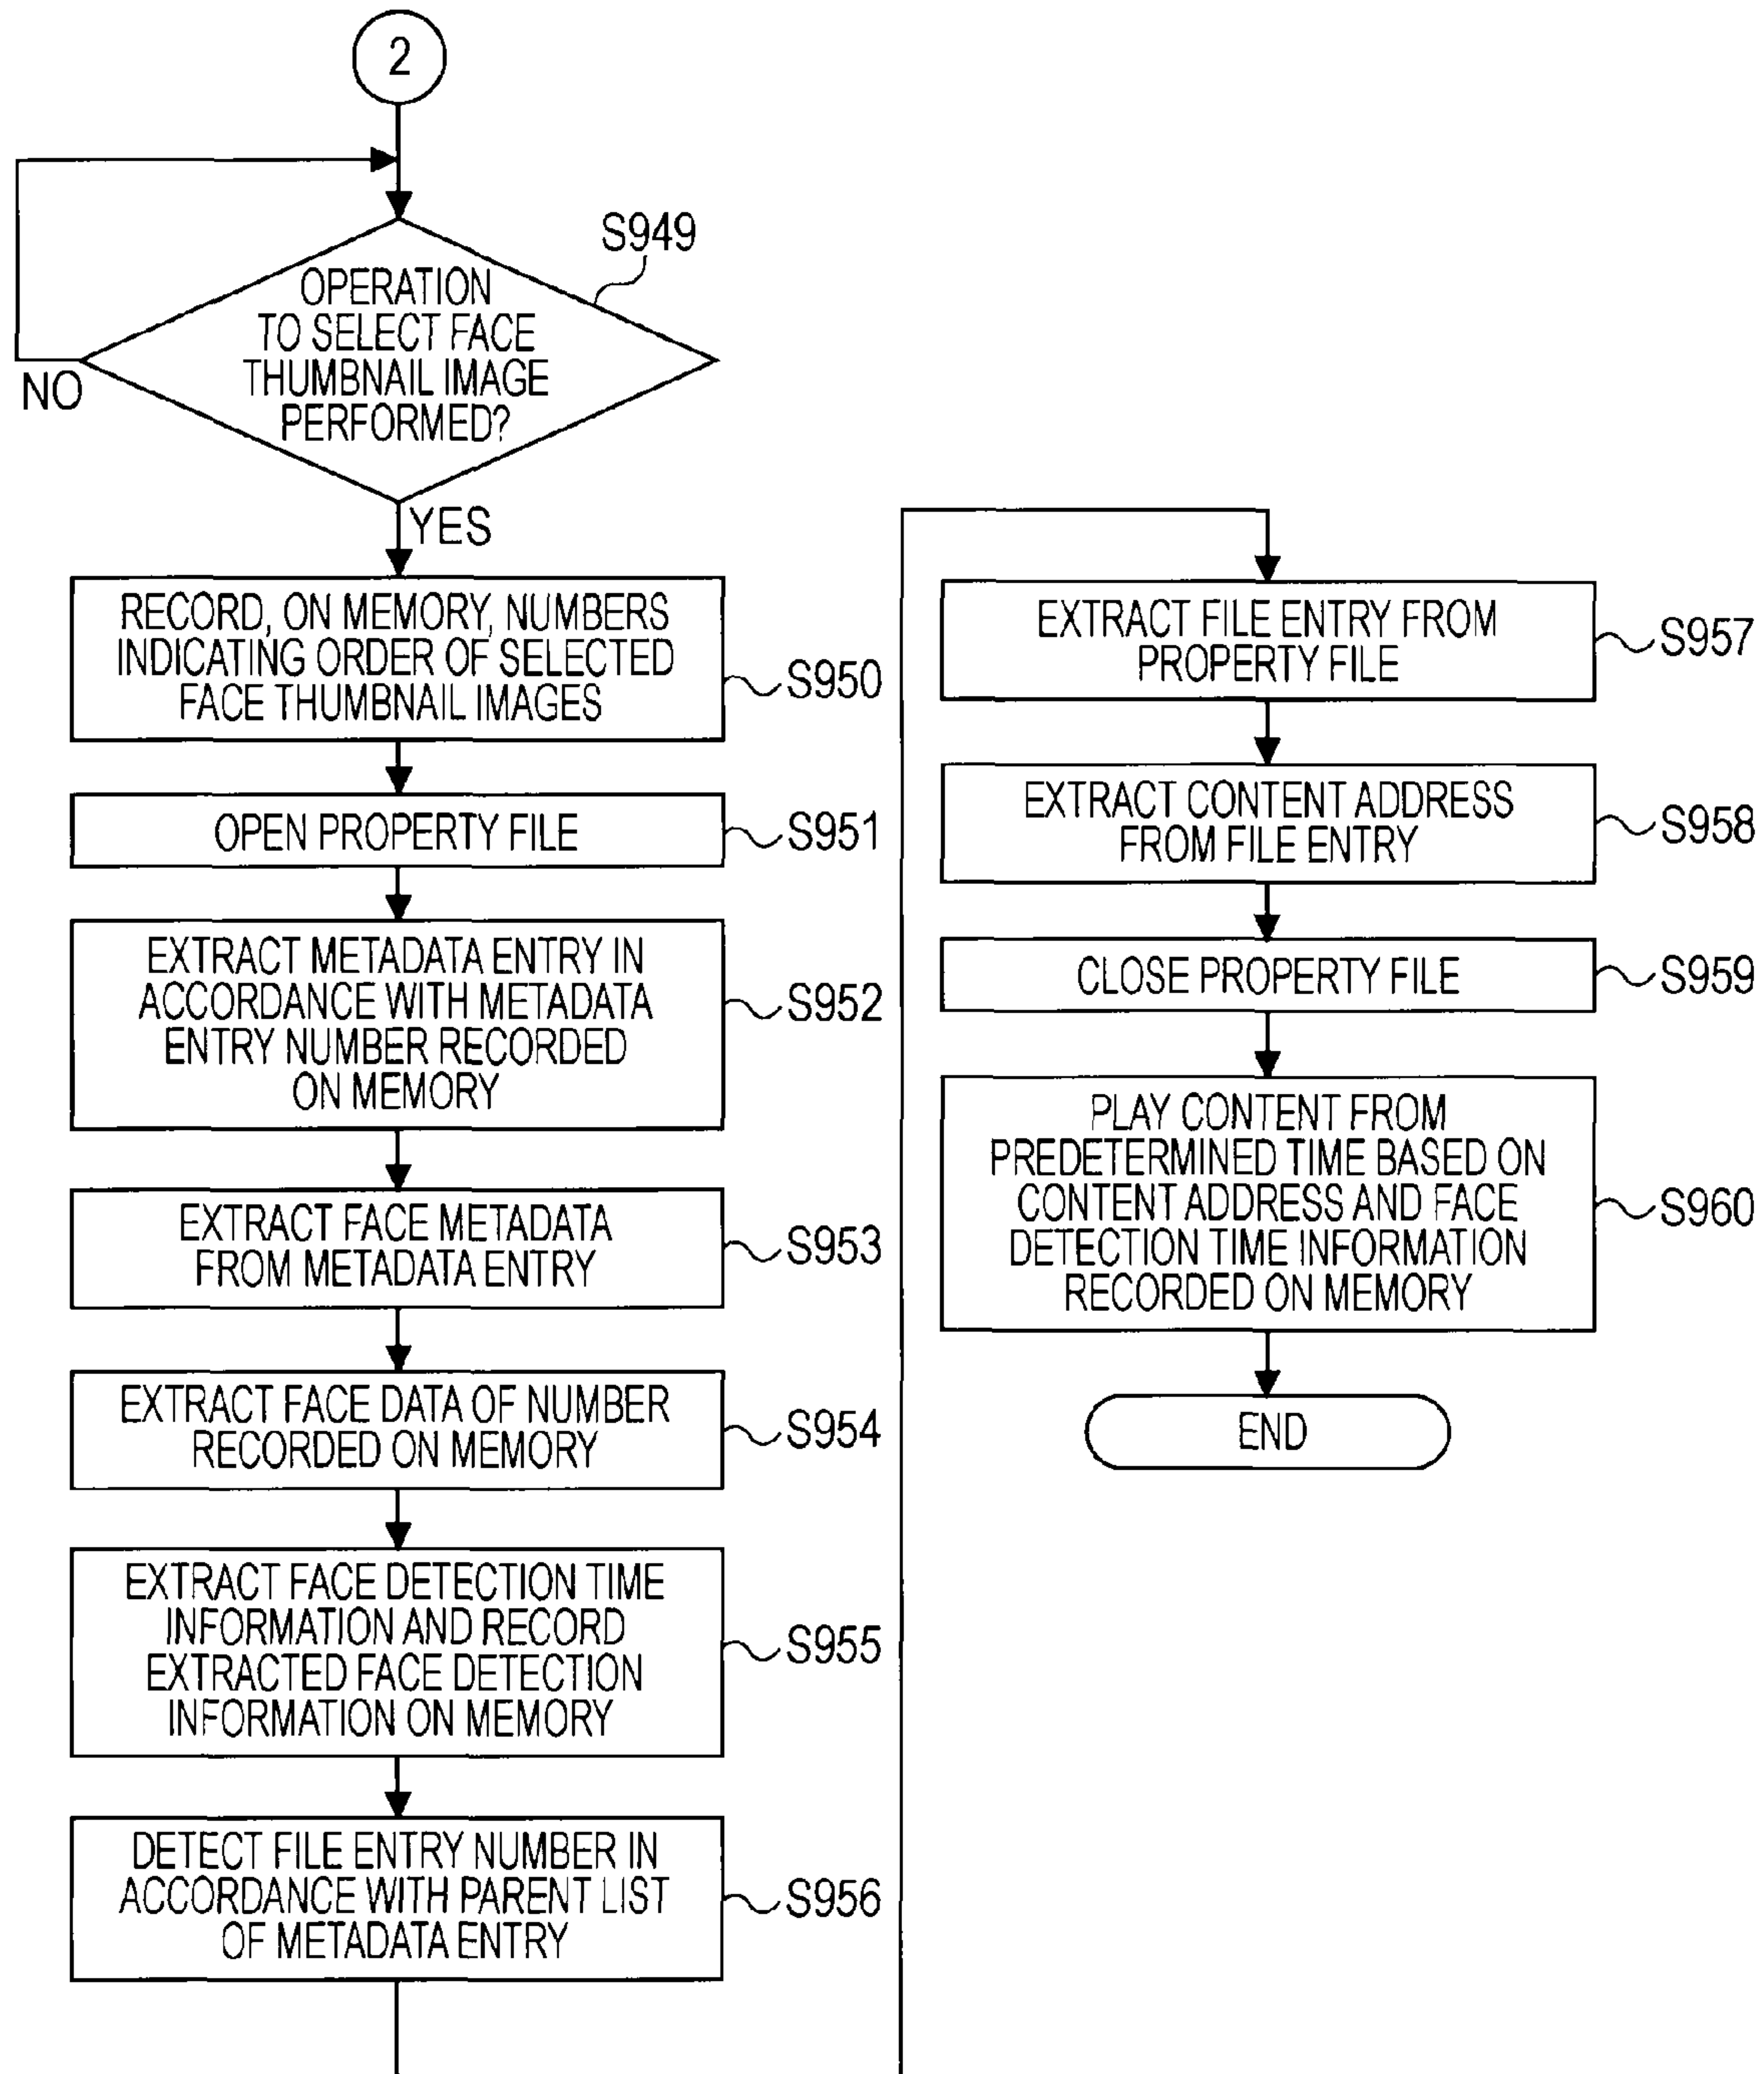 2
S949
OPERATION
TO SELECT FACE
THUMBNAIL IMAGE
PERFORMED?
NO
YES
RECORD, ON MEMORY, NUMBERS
INDICATING ORDER OF SELECTED
FACE THUMBNAIL IMAGES
S950
OPEN PROPERTY FILE
S951
EXTRACT METADATA ENTRY IN
ACCORDANCE WITH METADATA
ENTRY NUMBER RECORDED
ON MEMORY
S952
EXTRACT FACE METADATA
FROM METADATA ENTRY
S953
EXTRACT FACE DATA OF NUMBER
RECORDED ON MEMORY
S954
EXTRACT FACE DETECTION TIME
INFORMATION AND RECORD
EXTRACTED FACE DETECTION
INFORMATION ON MEMORY
S955
DETECT FILE ENTRY NUMBER IN
ACCORDANCE WITH PARENT LIST
OF METADATA ENTRY
S956
EXTRACT FILE ENTRY FROM
PROPERTY FILE
S957
EXTRACT CONTENT ADDRESS
FROM FILE ENTRY
S958
CLOSE PROPERTY FILE
S959
PLAY CONTENT FROM
PREDETERMINED TIME BASED ON
CONTENT ADDRESS AND FACE
DETECTION TIME INFORMATION
RECORDED ON MEMORY
S960
END